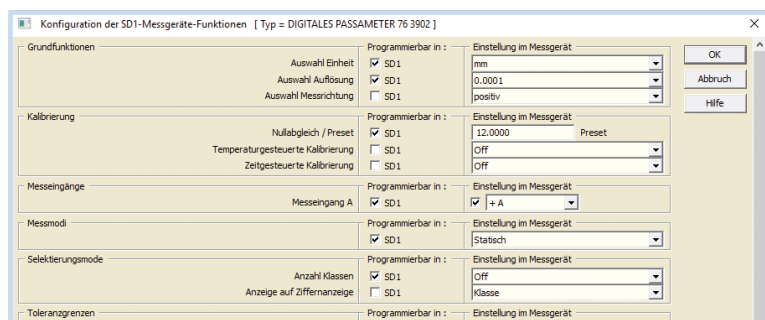 Konfiguration der SD1-Messgeräte-Funktionen [ Typ = DIGITALES PASSAMETER 76 3902 ]
Grundfunktionen Programmierbar in : Einstellung im Messgerät
OK
Auswahl Einheit SD1 mm
Auswahl Auflösung SD1 0.0001
Abbruch
Auswahl Messrichtung SD1 positiv
Hilfe
Kalibrierung Programmierbar in : Einstellung im Messgerät
Nullabgleich / Preset SD1 12.0000 Preset
Temperaturgesteuerte Kalibrierung SD1 Off
Zeitgesteuerte Kalibrierung SD1 Off
Messeingänge Programmierbar in : Einstellung im Messgerät
Messeingang A SD1 + A
Messmodi Programmierbar in : Einstellung im Messgerät
SD1 Statisch
Selektierungsmode Programmierbar in : Einstellung im Messgerät
Anzahl Klassen SD1 Off
Anzeige auf Ziffernanzeige SD1 Klasse
Toleranzgrenzen Programmierbar in : Einstellung im Messgerät